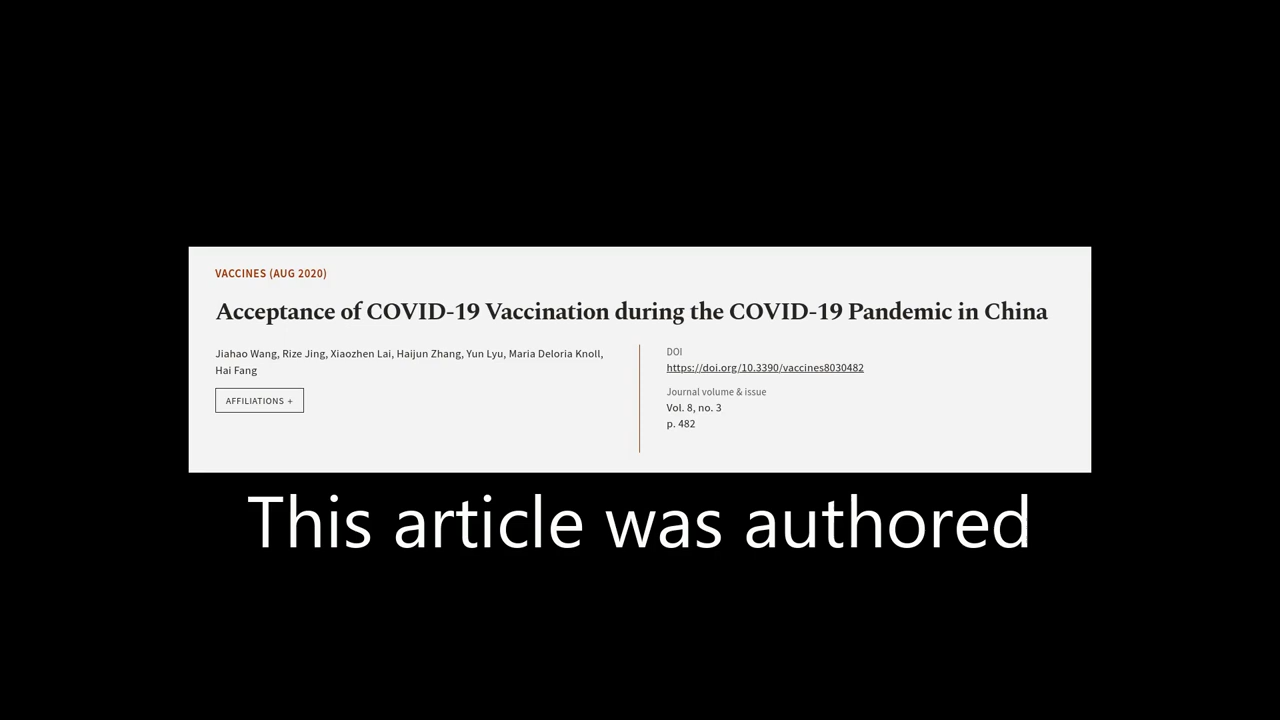 VACCINES (AUG 2020)
Acceptance of COVID-19 Vaccination during the COVID-19 Pandemic in China
Jiahao Wang, Rize Jing, Xiaozhen Lai, Haijun Zhang, Yun Lyu, Maria Deloria Knoll,
Hai Fang
AFFILIATIONS +
DOI
https://doi.org/10.3390/vaccines8030482
Journal volume & issue
Vol. 8, no. 3
p. 482
This article was authored